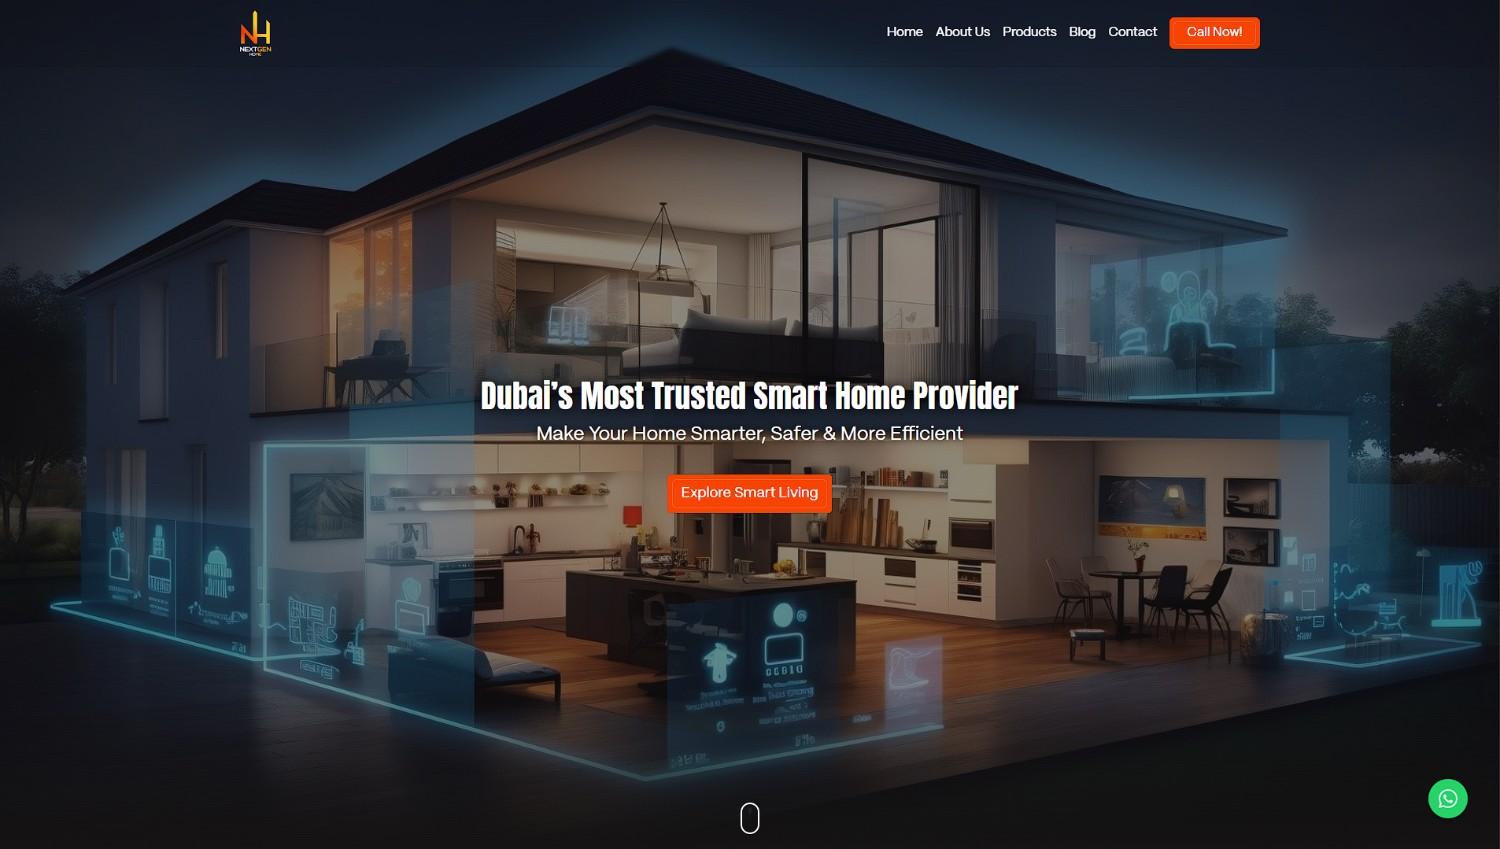 NEXTGEN
HOME
Home About Us Products Blog Contact Call Now!
Dubai’s Most Trusted Smart Home Provider
Make Your Home Smarter, Safer & More Efficient
Explore Smart Living